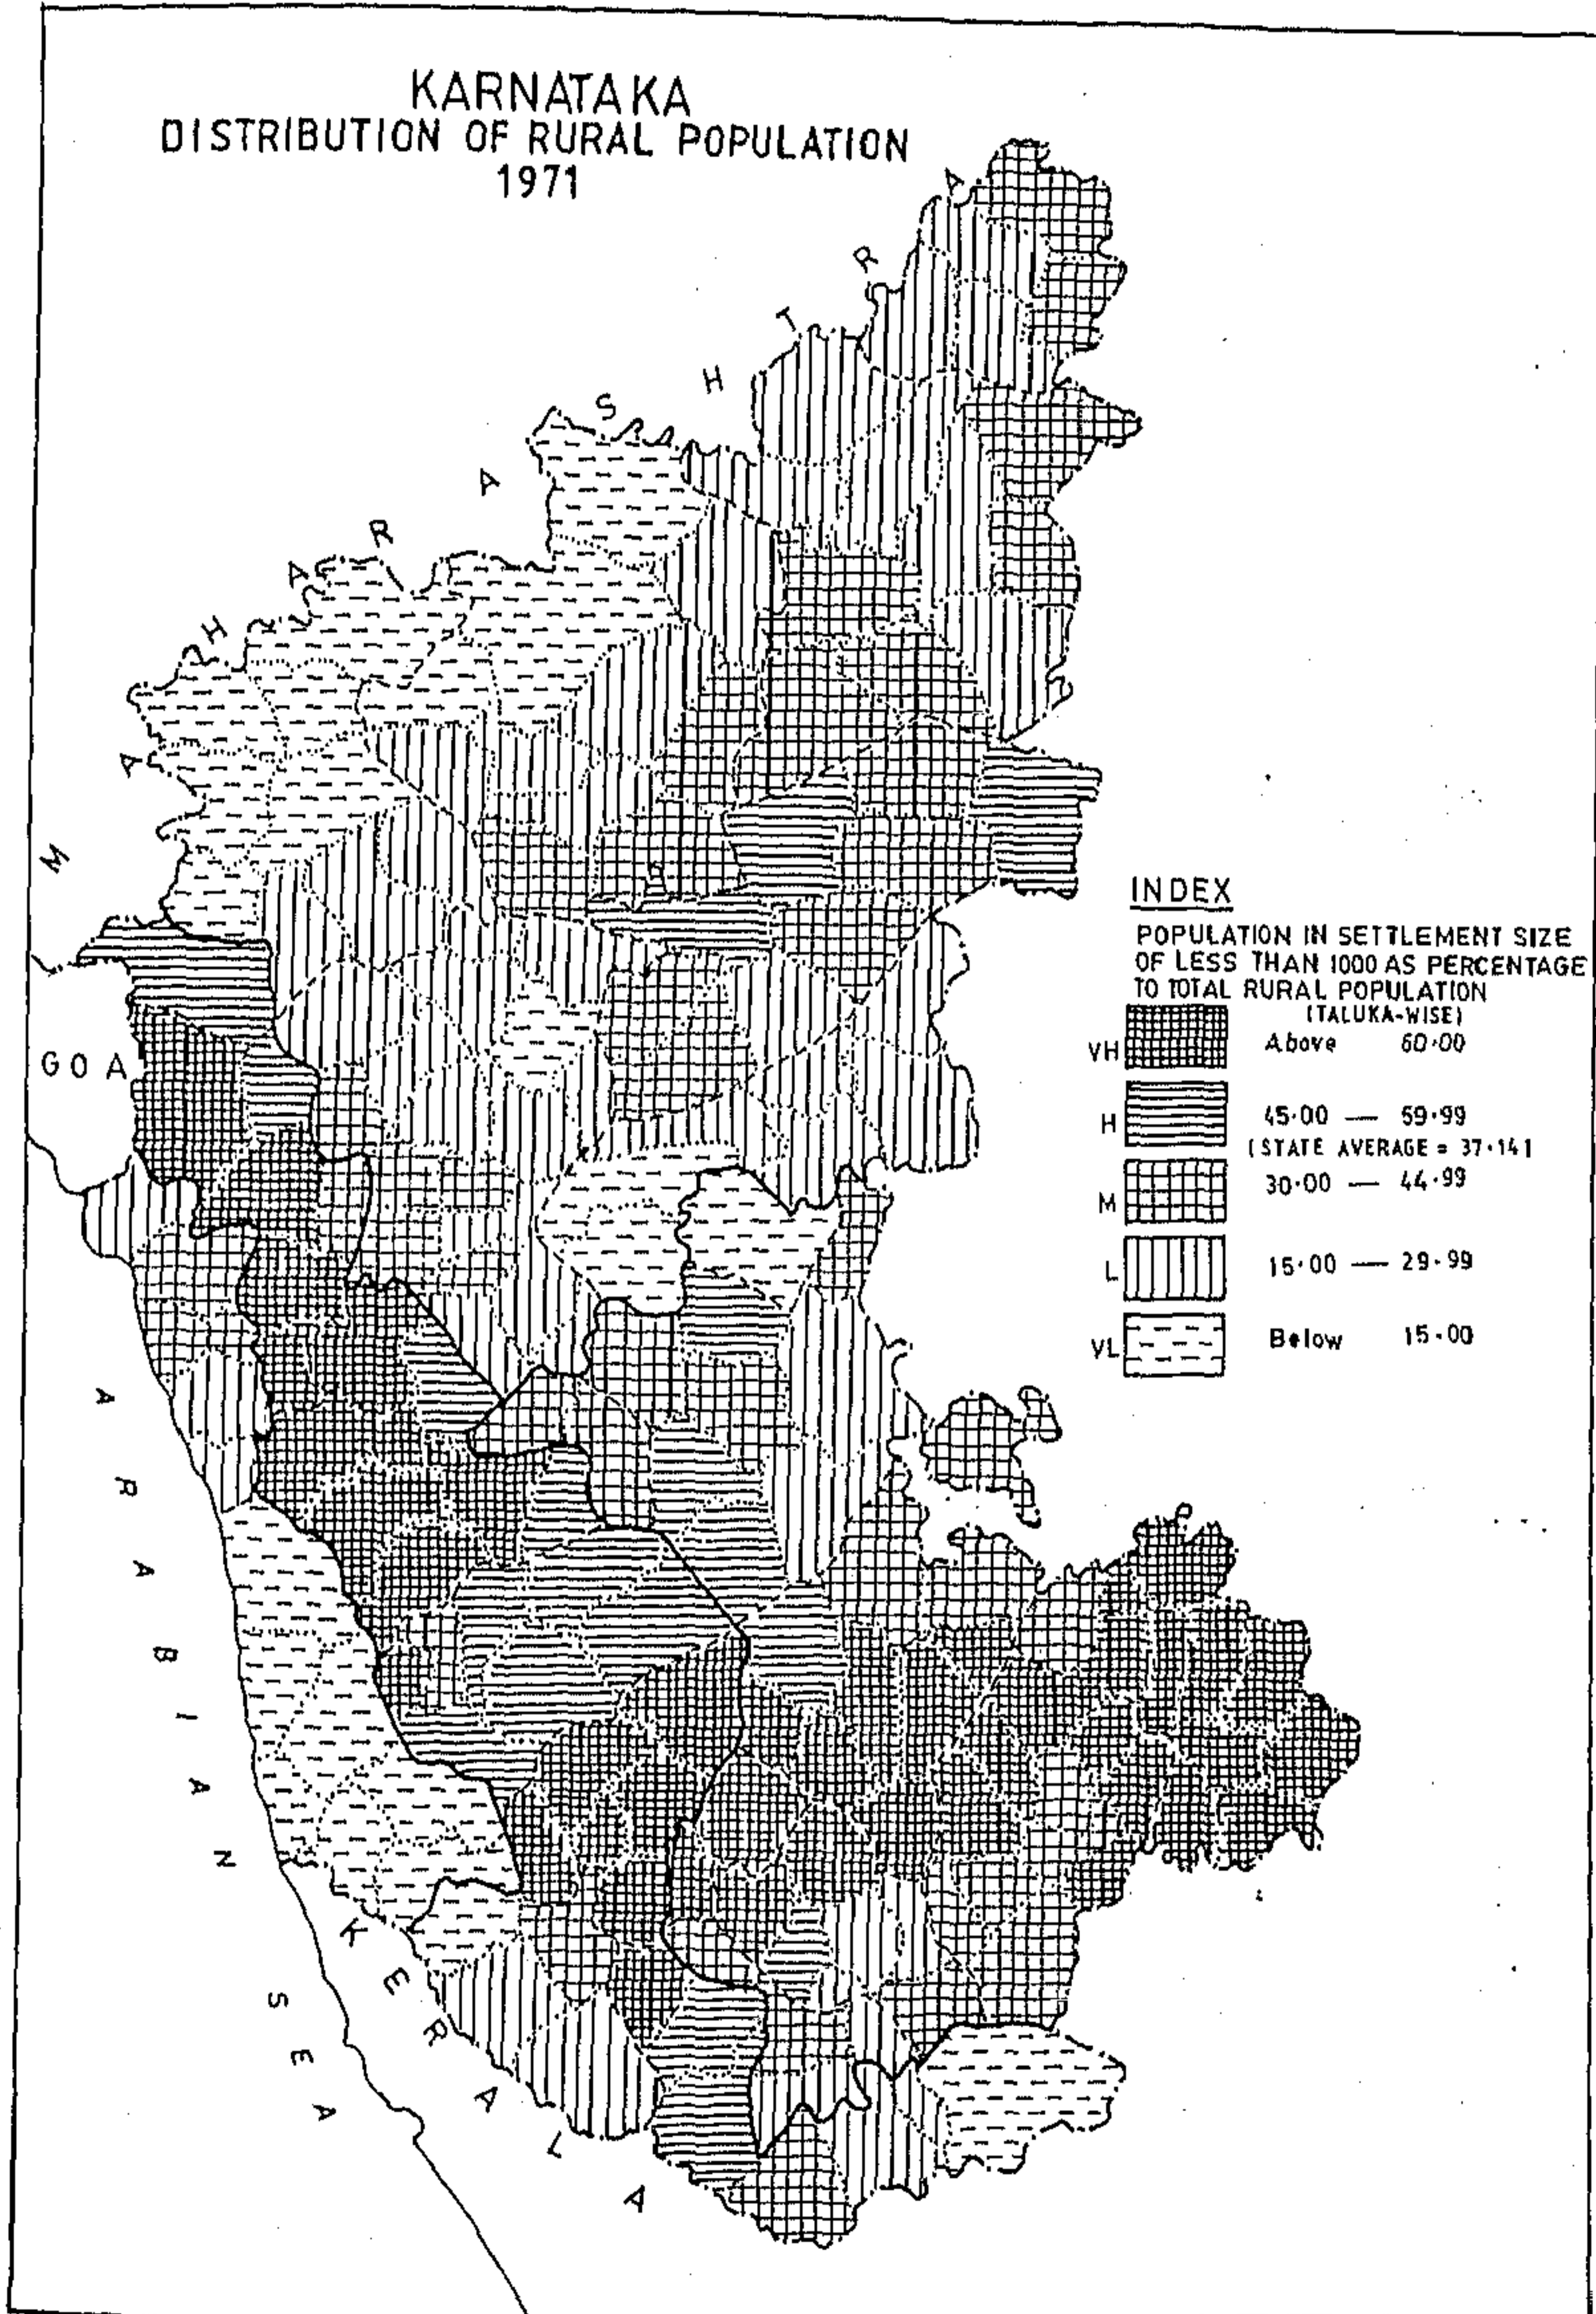 KARNATAKA
DISTRIBUTION OF RURAL POPULATION
1971
MAHARASHTRA
GOA
ARABIAN SEA
KERALA
INDEX
POPULATION IN SETTLEMENT SIZE
OF LESS THAN 1000 AS PERCENTAGE
TO TOTAL RURAL POPULATION
(TALUKA-WISE)
VH Above 60·00
H 45·00 — 59·99
(STATE AVERAGE = 37·14)
M 30·00 — 44·99
L 15·00 — 29·99
VL Below 15·00